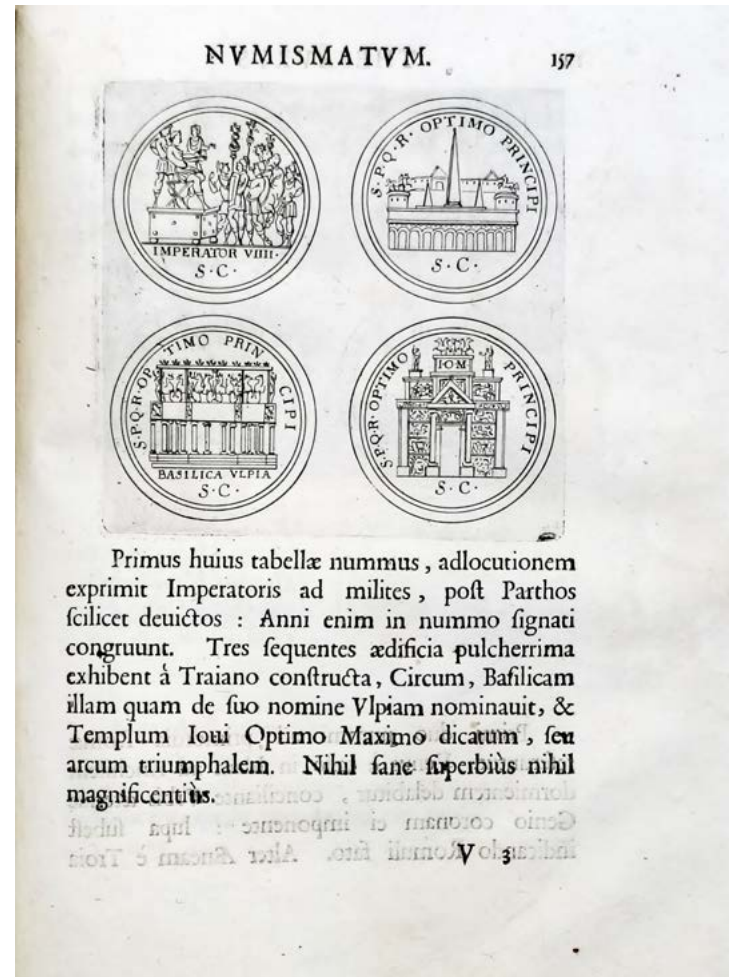 NVMISMATVM. 157
IMPERATOR VIIII·
S·C·
S·P·Q·R· OPTIMO PRINCIPI
S·C·
S·P·Q·R·OPTIMO PRINCIPI
BASILICA VLPIA
S·C·
S·P·Q·R·OPTIMO PRINCIPI
I·O·M
S·C·
Primus huius tabellæ nummus, adlocutionem
exprimit Imperatoris ad milites, poſt Parthos
ſcilicet deuictos : Anni enim in nummo ſignati
congruunt. Tres ſequentes ædificia pulcherrima
exhibent à Traiano conſtructa, Circum, Baſilicam
illam quam de ſuo nomine Vlpiam nominauit, &
Templum Ioui Optimo Maximo dicatum, ſeu
arcum triumphalem. Nihil ſane ſuperbiùs nihil
magnificentiùs.
V 3